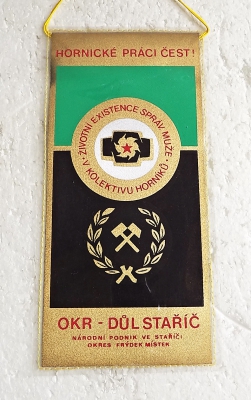 HORNICKÉ PRÁCI ČEST!
ŽIVOTNÍ EXISTENCE SPRÁV MUŽE
V KOLEKTIVU HORNÍKŮ
OKR - DŮL STAŘÍČ
NÁRODNÍ PODNIK VE STAŘÍČI
OKRES FRÝDEK MÍSTEK